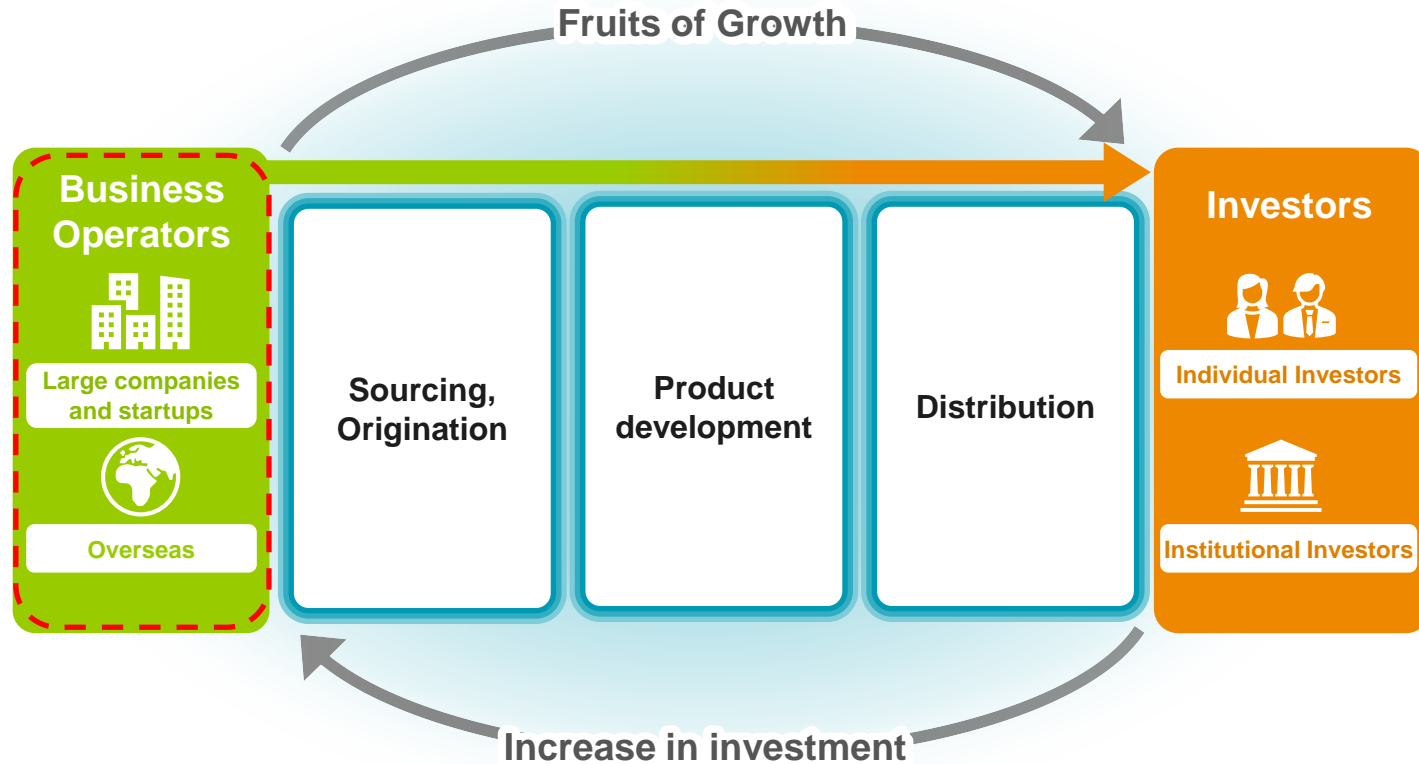 Fruits of Growth
Business
Operators
Large companies
and startups
Overseas
Sourcing,
Origination
Product
development
Distribution
Investors
Individual Investors
Institutional Investors
Increase in investment